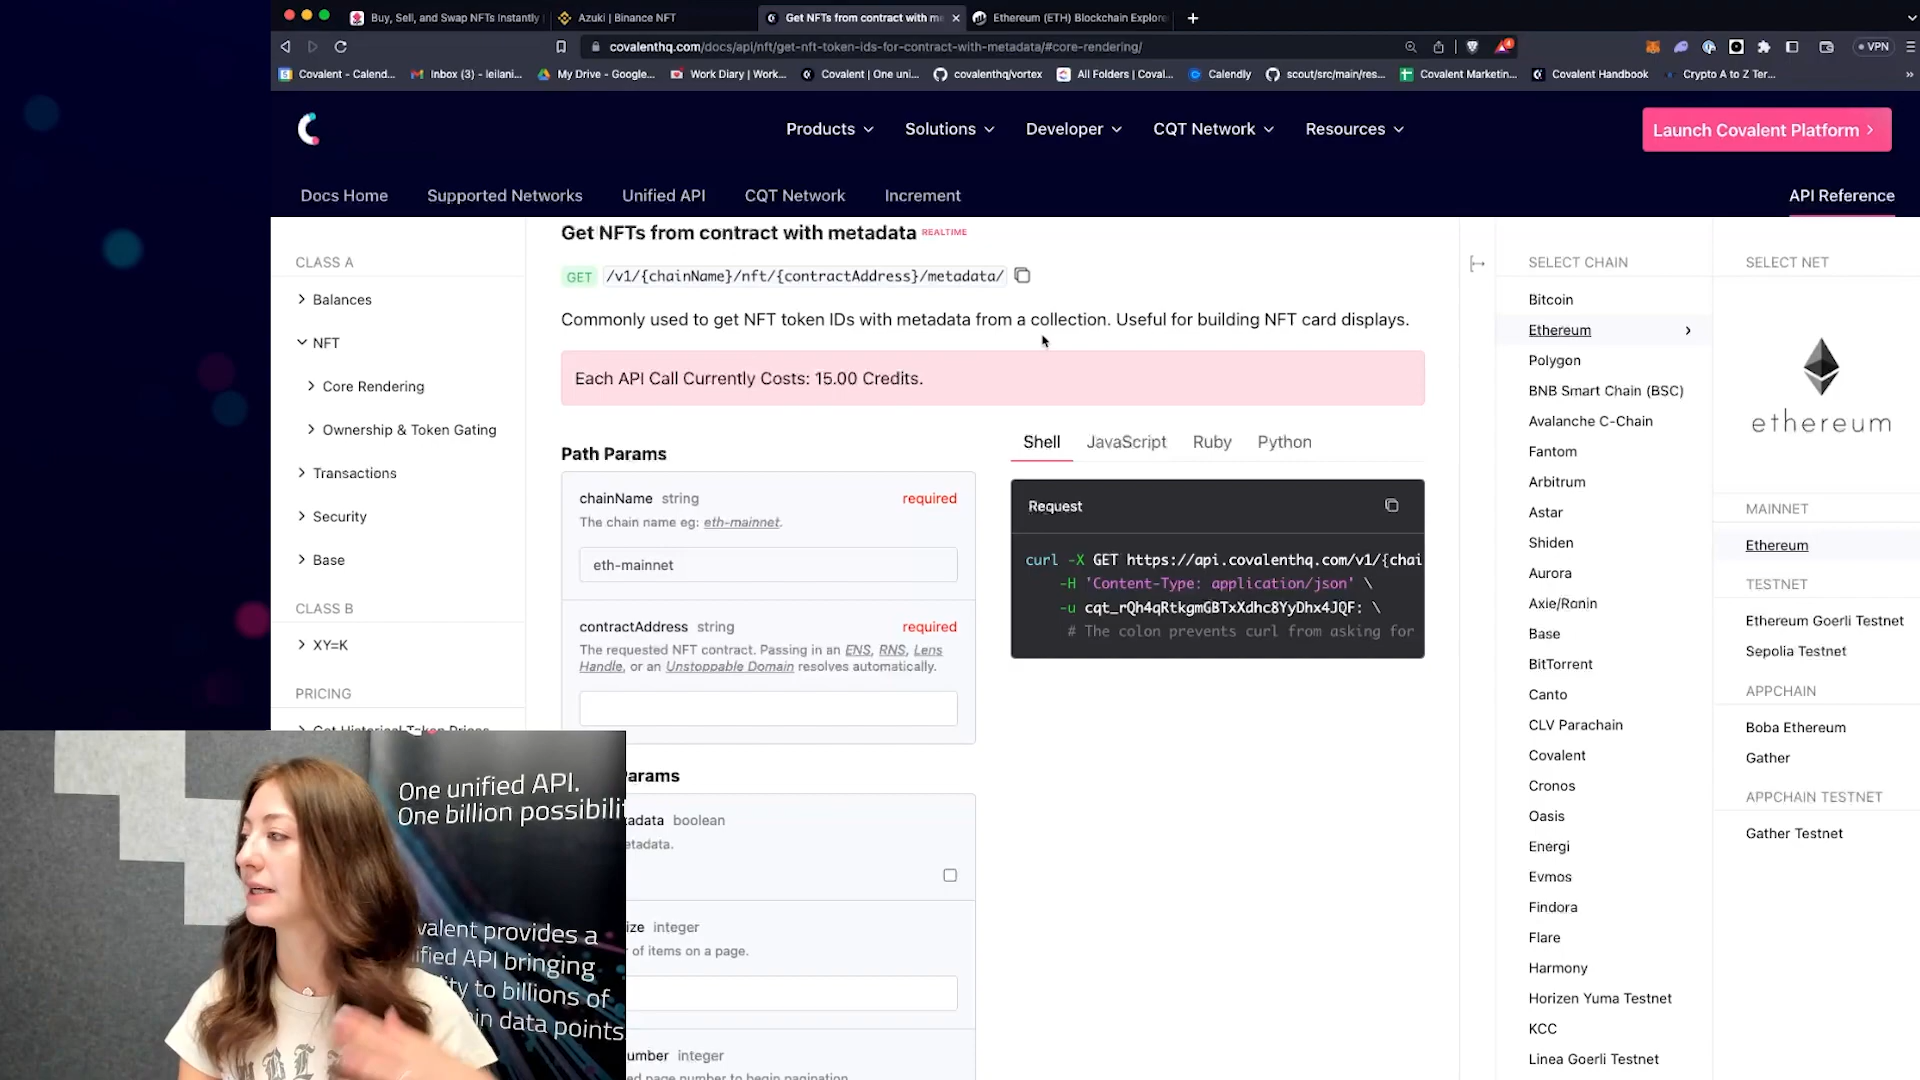 Buy, Sell, and Swap NFTs Instantly
Azuki | Binance NFT
Get NFTs from contract with me
Ethereum (ETH) Blockchain Explore
covalenthq.com/docs/api/nft/get-nft-token-ids-for-contract-with-metadata/#core-rendering/
VPN
Covalent - Calend...
Inbox (3) - leilani...
My Drive - Google...
Work Diary | Work...
Covalent | One uni...
covalenthq/vortex
All Folders | Coval...
Calendly
scout/src/main/res...
Covalent Marketin...
Covalent Handbook
Crypto A to Z Ter...
Products
Solutions
Developer
CQT Network
Resources
Launch Covalent Platform
Docs Home
Supported Networks
Unified API
CQT Network
Increment
API Reference
CLASS A
Balances
NFT
Core Rendering
Ownership & Token Gating
Transactions
Security
Base
CLASS B
XY=K
PRICING
Get Historical Token Prices
Get NFTs from contract with metadata REALTIME
GET /v1/{chainName}/nft/{contractAddress}/metadata/
Commonly used to get NFT token IDs with metadata from a collection. Useful for building NFT card displays.
Each API Call Currently Costs: 15.00 Credits.
Path Params
chainName string required
The chain name eg: eth-mainnet.
eth-mainnet
contractAddress string required
The requested NFT contract. Passing in an ENS, RNS, Lens
Handle, or an Unstoppable Domain resolves automatically.
arams
adata boolean
etadata.
ize integer
of items on a page.
umber integer
ed page number to begin pagination.
Shell
JavaScript
Ruby
Python
Request
curl -X GET https://api.covalenthq.com/v1/{chai
-H 'Content-Type: application/json' \
-u cqt_rQh4qRtkgmGBTxXdhc8YyDhx4JQF: \
# The colon prevents curl from asking for
SELECT CHAIN
Bitcoin
Ethereum
Polygon
BNB Smart Chain (BSC)
Avalanche C-Chain
Fantom
Arbitrum
Astar
Shiden
Aurora
Axie/Ronin
Base
BitTorrent
Canto
CLV Parachain
Covalent
Cronos
Oasis
Energi
Evmos
Findora
Flare
Harmony
Horizen Yuma Testnet
KCC
Linea Goerli Testnet
SELECT NET
ethereum
MAINNET
Ethereum
TESTNET
Ethereum Goerli Testnet
Sepolia Testnet
APPCHAIN
Boba Ethereum
Gather
APPCHAIN TESTNET
Gather Testnet
One unified API.
One billion possibilit
valent provides a
ified API bringing
ity to billions of
in data points